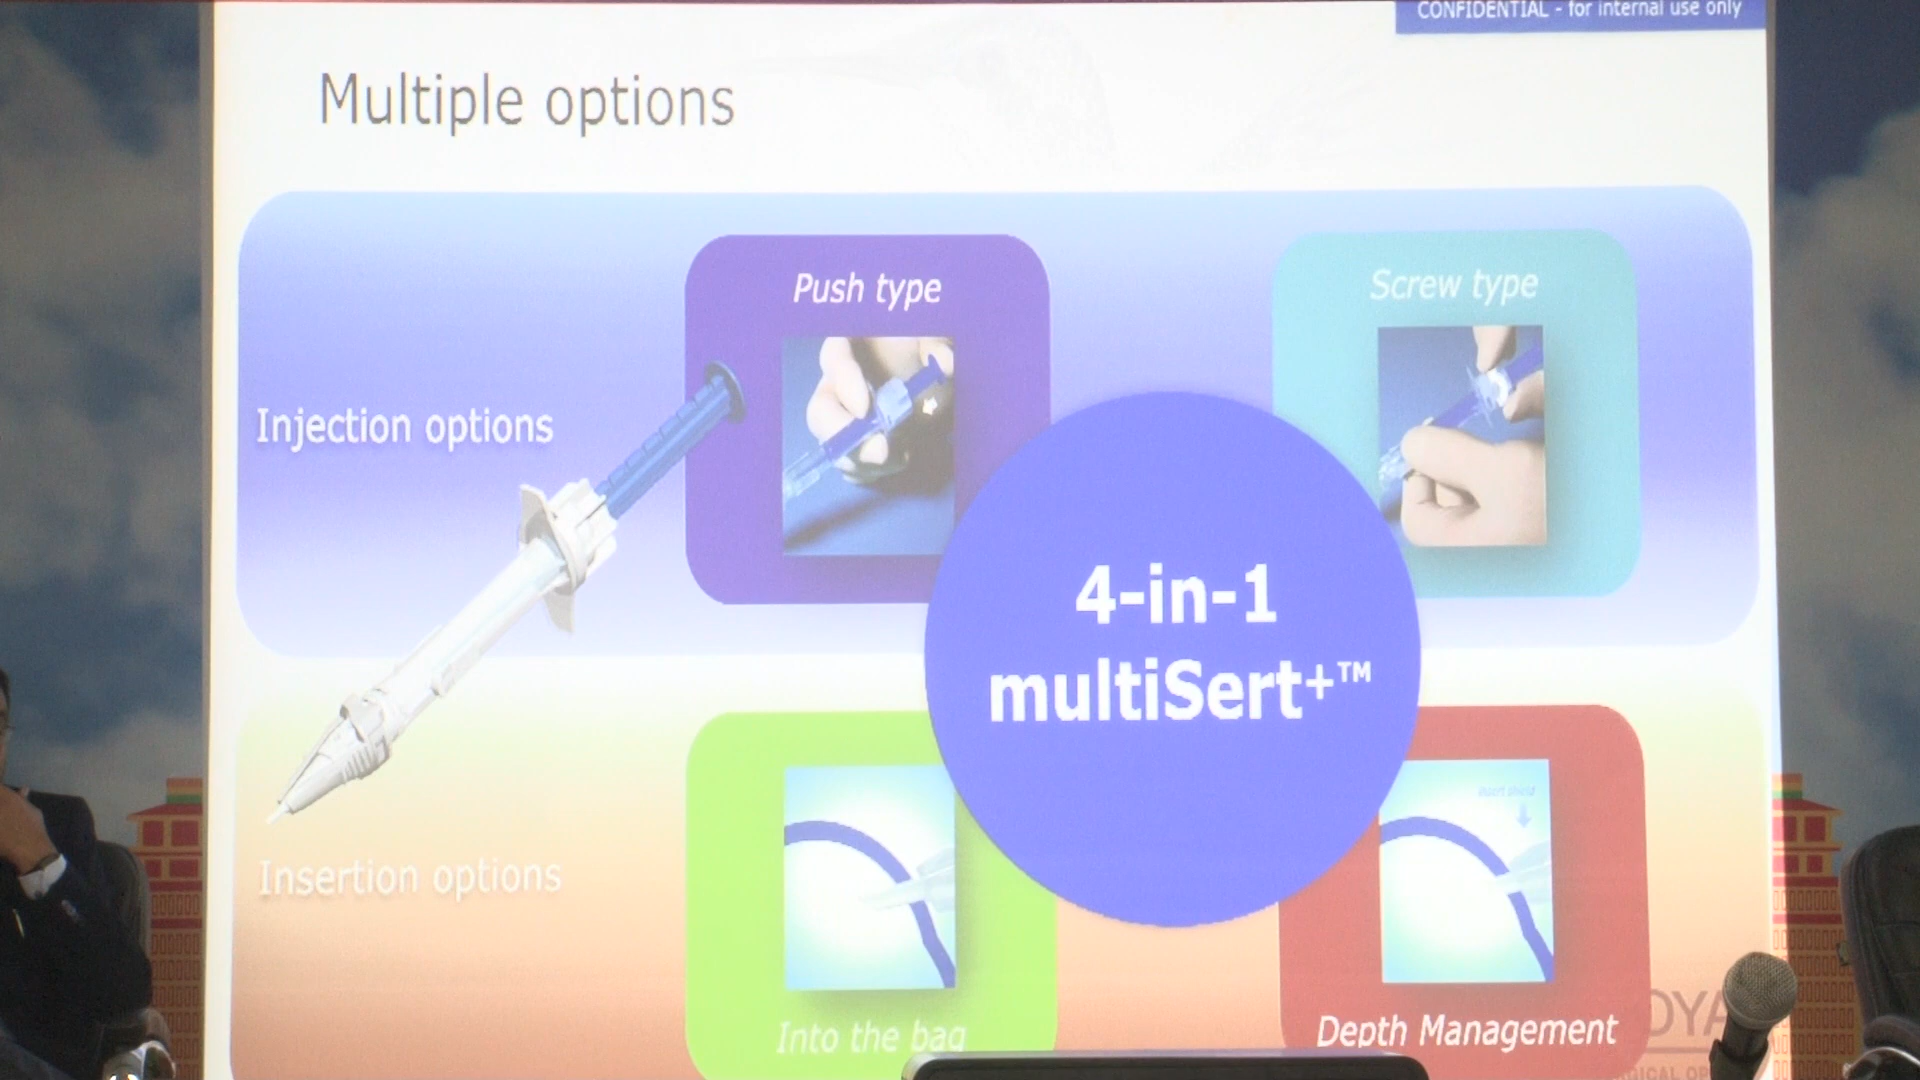 CONFIDENTIAL - for internal use only
Multiple options
Push type
Screw type
Injection options
4-in-1
multiSert+™
Insertion options
Into the bag
Depth Management